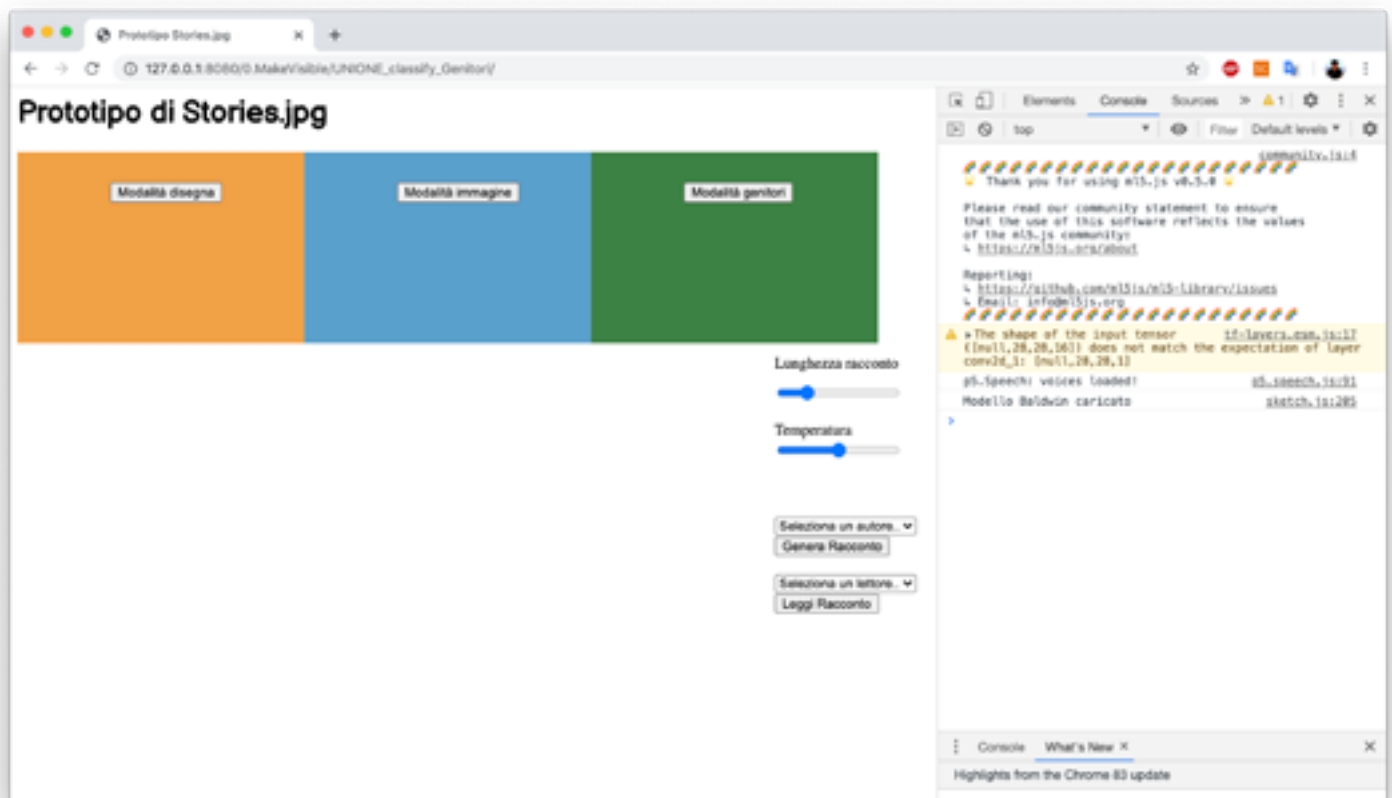 Prototipo Stories.jpg
127.0.0.1:8080/0.MakeVisible/UNIONE_classify_Genitori/
Prototipo di Stories.jpg
Modalità disegna
Modalità immagine
Modalità genitori
Lunghezza racconto
Temperatura
Seleziona un autore..
Genera Racconto
Seleziona un lettore..
Leggi Racconto
Elements Console Sources » 1
top Filter Default levels
community.js:4
Thank you for using ml5.js v0.5.0
Please read our community statement to ensure
that the use of this software reflects the values
of the ml5.js community:
↳ https://ml5js.org/about
Reporting:
↳ https://github.com/ml5js/ml5-library/issues
↳ Email: info@ml5js.org
The shape of the input tensor tf-layers.esm.js:17
([null,28,28,16]) does not match the expectation of layer
conv2d_1: [null,28,28,1]
p5.Speech: voices loaded! p5.speech.js:91
Modello Baldwin caricato sketch.js:205
Console What's New
Highlights from the Chrome 83 update